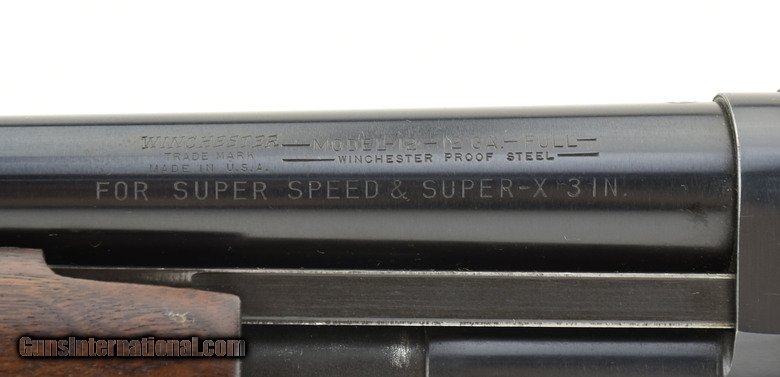 WINCHESTER
TRADE MARK
MADE IN U.S.A.
—MODEL-12-12 GA.-FULL—
—WINCHESTER PROOF STEEL—
FOR SUPER SPEED & SUPER-X 3 IN.
GunsInternational.com